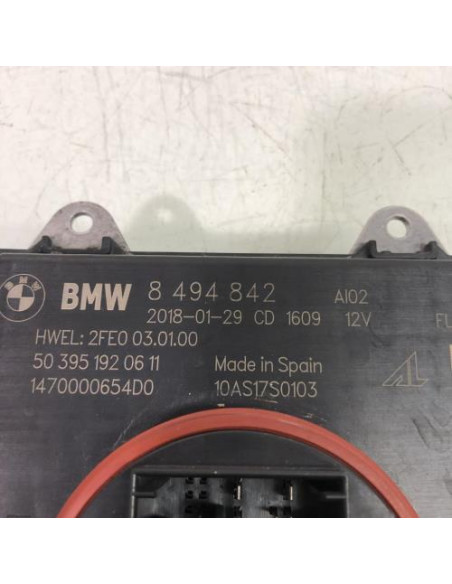 BMW 8 494 842 AI02
2018-01-29 CD 1609 12V FL
HWEL: 2FE0 03.01.00
50 395 192 06 11 Made in Spain
1470000654D0 10AS17S0103